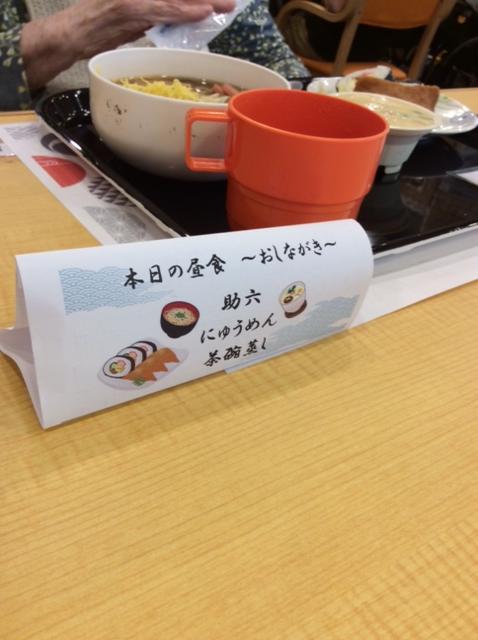 本日の昼食 ～おしながき～
助六
にゅうめん
茶碗蒸し